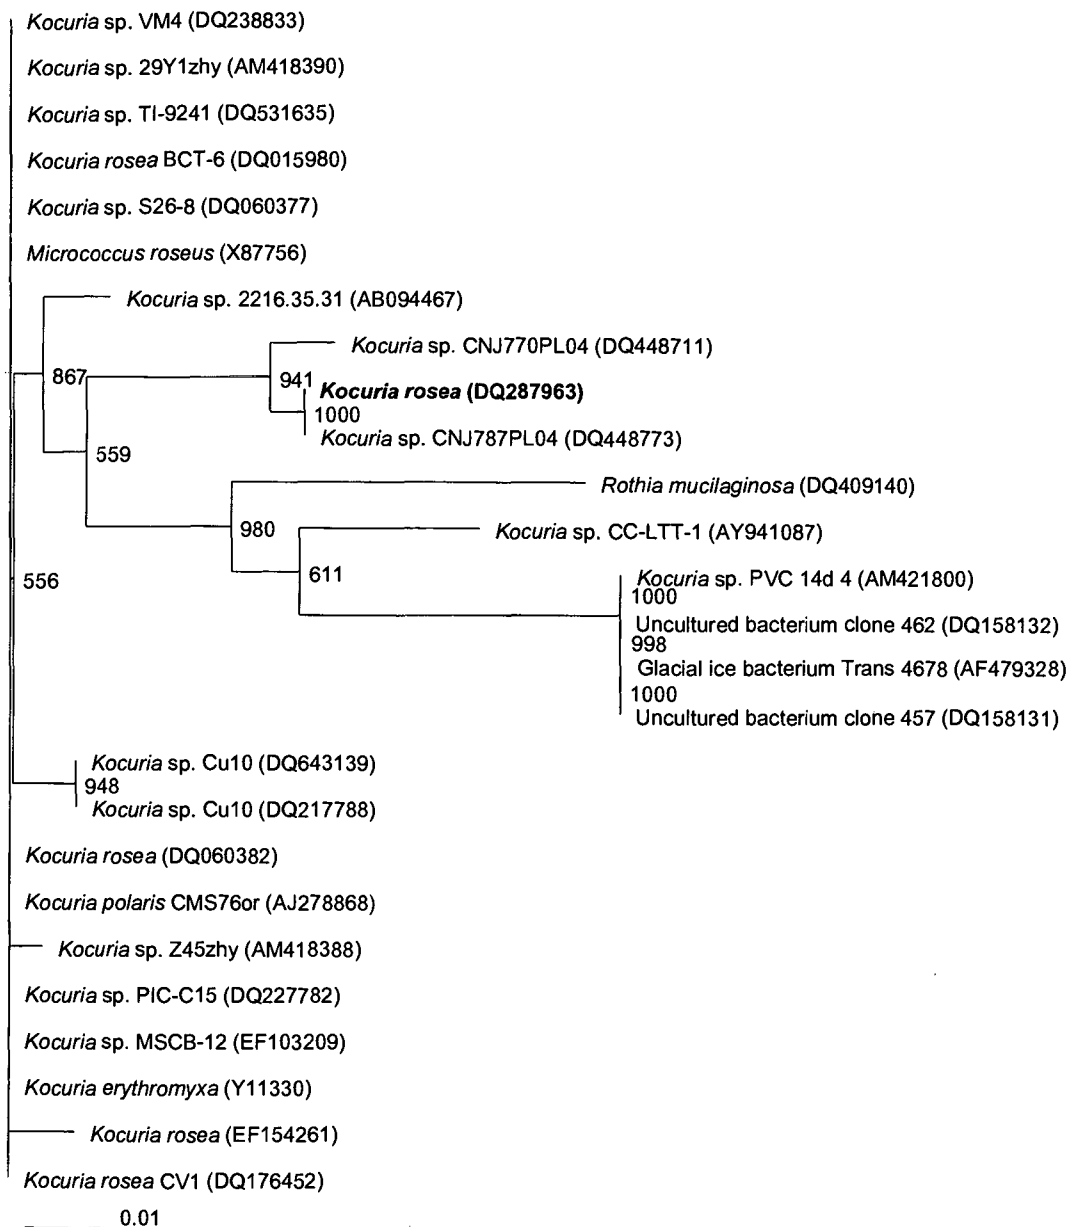 Kocuria sp. VM4 (DQ238833)
Kocuria sp. 29Y1zhy (AM418390)
Kocuria sp. TI-9241 (DQ531635)
Kocuria rosea BCT-6 (DQ015980)
Kocuria sp. S26-8 (DQ060377)
Micrococcus roseus (X87756)
Kocuria sp. 2216.35.31 (AB094467)
Kocuria sp. CNJ770PL04 (DQ448711)
867
941
Kocuria rosea (DQ287963)
1000
Kocuria sp. CNJ787PL04 (DQ448773)
559
Rothia mucilaginosa (DQ409140)
980
Kocuria sp. CC-LTT-1 (AY941087)
611
556
Kocuria sp. PVC 14d 4 (AM421800)
1000
Uncultured bacterium clone 462 (DQ158132)
998
Glacial ice bacterium Trans 4678 (AF479328)
1000
Uncultured bacterium clone 457 (DQ158131)
Kocuria sp. Cu10 (DQ643139)
948
Kocuria sp. Cu10 (DQ217788)
Kocuria rosea (DQ060382)
Kocuria polaris CMS76or (AJ278868)
Kocuria sp. Z45zhy (AM418388)
Kocuria sp. PIC-C15 (DQ227782)
Kocuria sp. MSCB-12 (EF103209)
Kocuria erythromyxa (Y11330)
Kocuria rosea (EF154261)
Kocuria rosea CV1 (DQ176452)
0.01